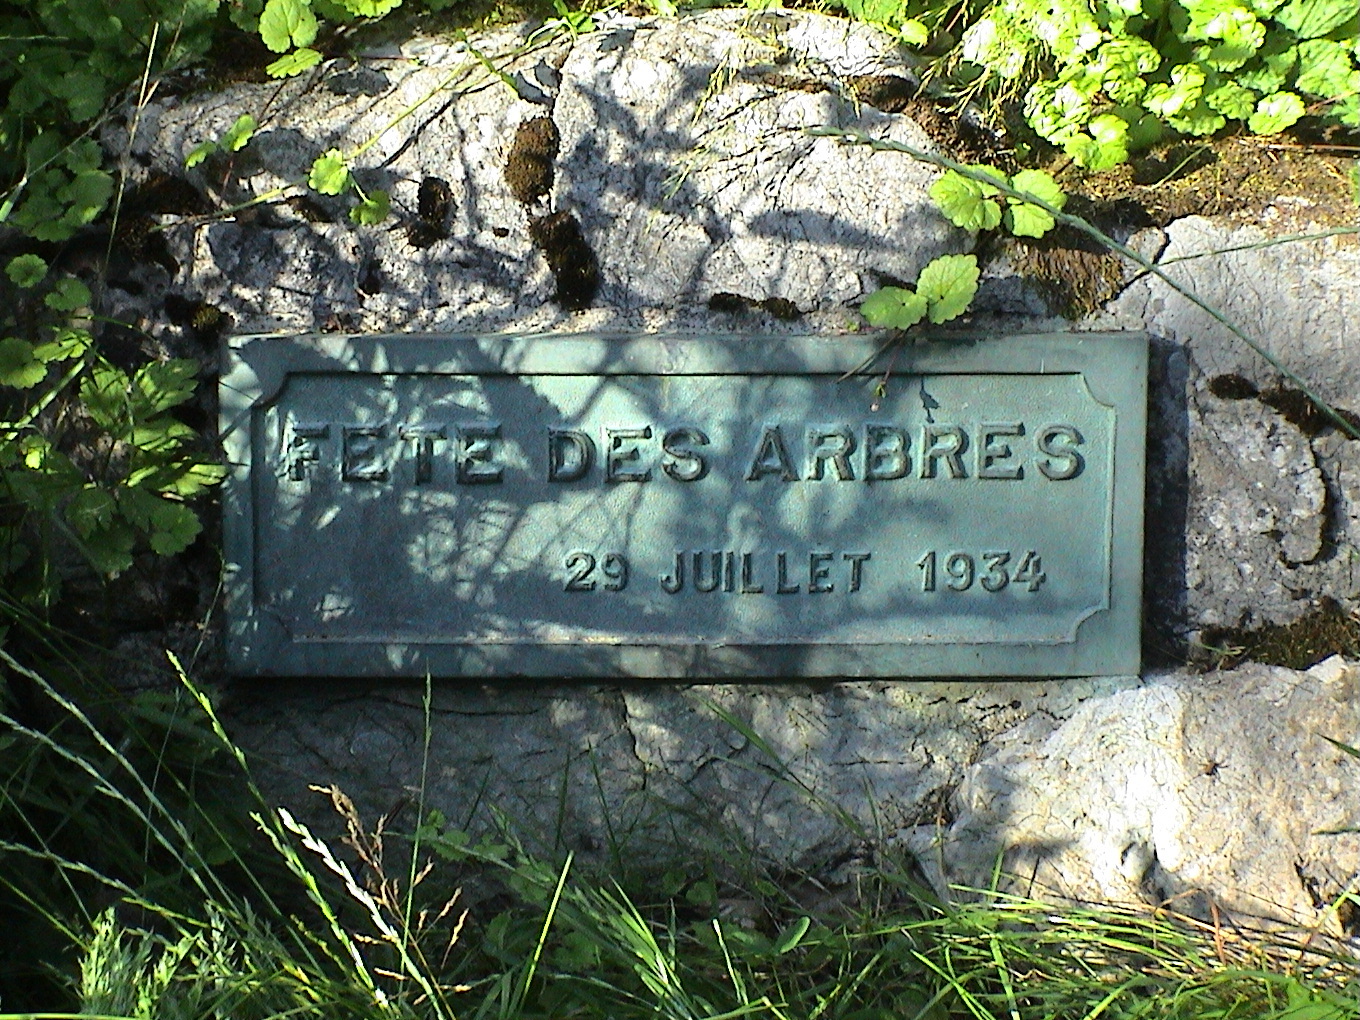 FETE DES ARBRES
29 JUILLET 1934